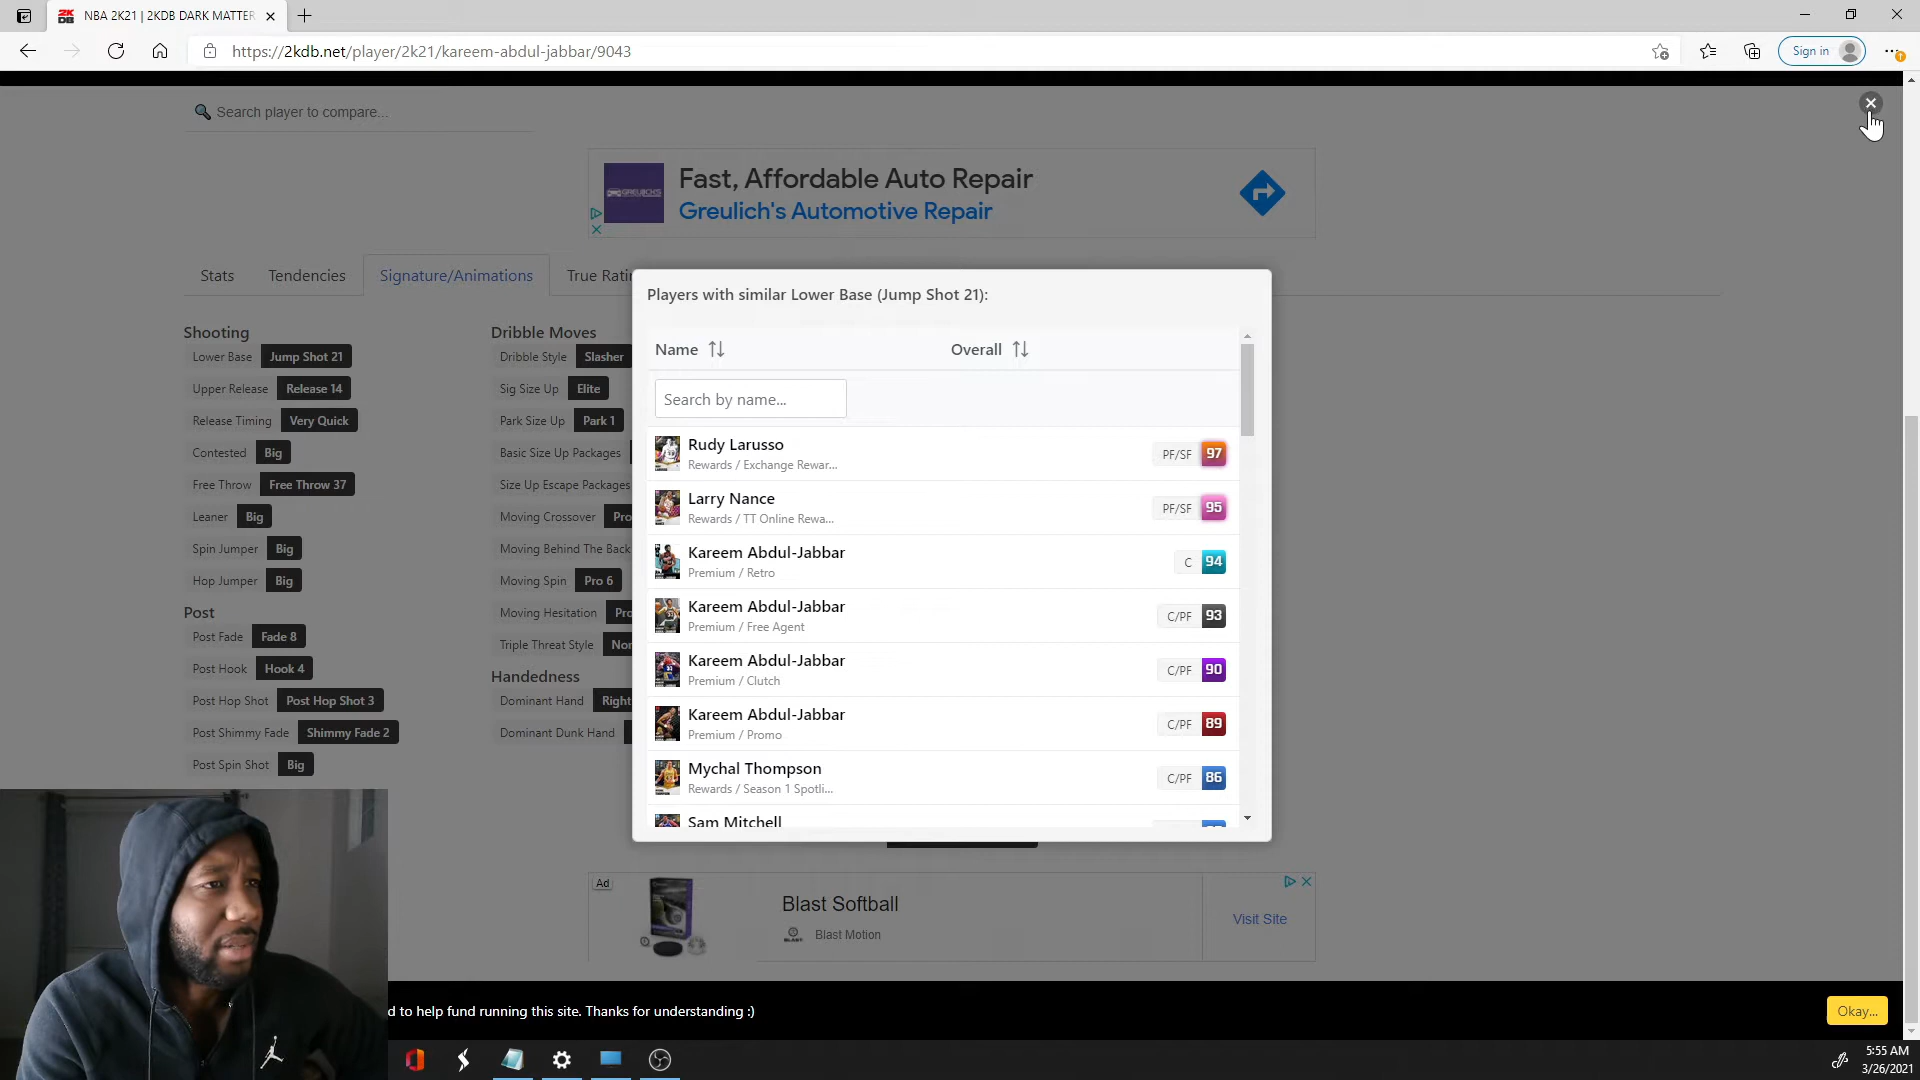 NBA 2K21 | 2KDB DARK MATTER
https://2kdb.net/player/2k21/kareem-abdul-jabbar/9043
Sign in
Search player to compare...
GREULICHS
Fast, Affordable Auto Repair
Greulich's Automotive Repair
Stats
Tendencies
Signature/Animations
True Rati
Shooting
Lower Base Jump Shot 21
Upper Release Release 14
Release Timing Very Quick
Contested Big
Free Throw Free Throw 37
Leaner Big
Spin Jumper Big
Hop Jumper Big
Post
Post Fade Fade 8
Post Hook Hook 4
Post Hop Shot Post Hop Shot 3
Post Shimmy Fade Shimmy Fade 2
Post Spin Shot Big
Dribble Moves
Dribble Style Slasher
Sig Size Up Elite
Park Size Up Park 1
Basic Size Up Packages
Size Up Escape Packages
Moving Crossover Pro
Moving Behind The Back
Moving Spin Pro 6
Moving Hesitation Pro
Triple Threat Style Nor
Handedness
Dominant Hand Right
Dominant Dunk Hand
Players with similar Lower Base (Jump Shot 21):
Name Overall
Search by name...
Rudy Larusso
Rewards / Exchange Rewar...
PF/SF 97
Larry Nance
Rewards / TT Online Rewa...
PF/SF 95
Kareem Abdul-Jabbar
Premium / Retro
C 94
Kareem Abdul-Jabbar
Premium / Free Agent
C/PF 93
Kareem Abdul-Jabbar
Premium / Clutch
C/PF 90
Kareem Abdul-Jabbar
Premium / Promo
C/PF 89
Mychal Thompson
Rewards / Season 1 Spotli...
C/PF 86
Sam Mitchell
Ad
Blast Softball
BLAST
Blast Motion
Visit Site
d to help fund running this site. Thanks for understanding :)
Okay...
5:55 AM
3/26/2021